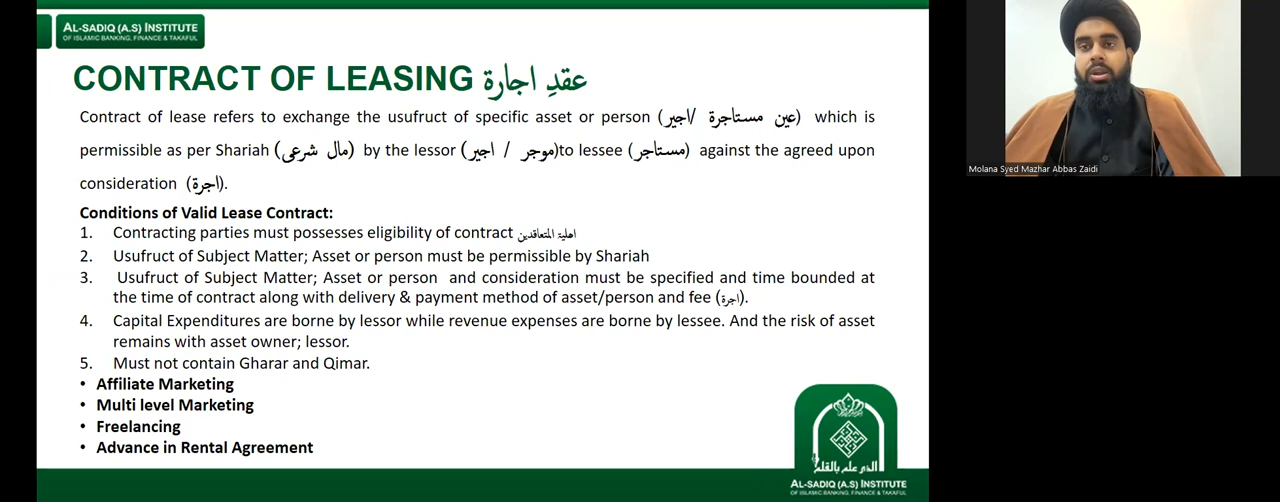 AL-SADIQ (A.S) INSTITUTE
OF ISLAMIC BANKING, FINANCE & TAKAFUL
CONTRACT OF LEASING عقدِ اجارة
Contract of lease refers to exchange the usufruct of specific asset or person (عین مستاجرة /اجیر) which is
permissible as per Shariah (مال شرعی) by the lessor (موجر / اجیر)to lessee (مستاجر) against the agreed upon
consideration (اجرة).
Conditions of Valid Lease Contract:
1. Contracting parties must possesses eligibility of contract اهلیة المتعاقدین
2. Usufruct of Subject Matter; Asset or person must be permissible by Shariah
3. Usufruct of Subject Matter; Asset or person and consideration must be specified and time bounded at
the time of contract along with delivery & payment method of asset/person and fee (اجرة).
4. Capital Expenditures are borne by lessor while revenue expenses are borne by lessee. And the risk of asset
remains with asset owner; lessor.
5. Must not contain Gharar and Qimar.
• Affiliate Marketing
• Multi level Marketing
• Freelancing
• Advance in Rental Agreement
الذي علم بالقلم
AL-SADIQ (A.S) INSTITUTE
OF ISLAMIC BANKING, FINANCE & TAKAFUL
Molana Syed Mazhar Abbas Zaidi